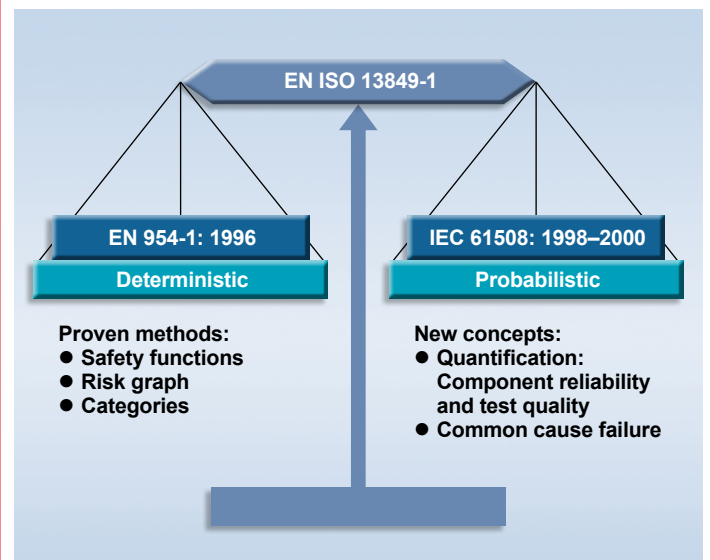 EN ISO 13849-1
EN 954-1: 1996
Deterministic
Proven methods:
● Safety functions
● Risk graph
● Categories
IEC 61508: 1998–2000
Probabilistic
New concepts:
● Quantification:
Component reliability
and test quality
● Common cause failure